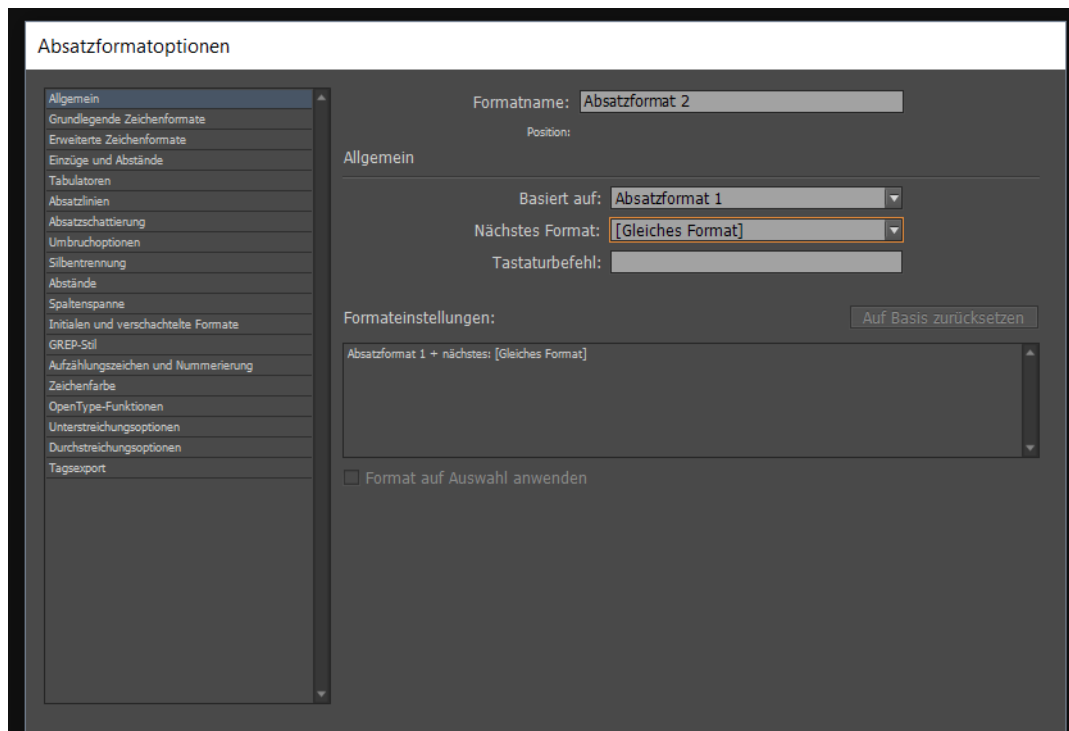 Absatzformatoptionen
Allgemein
Grundlegende Zeichenformate
Erweiterte Zeichenformate
Einzüge und Abstände
Tabulatoren
Absatzlinien
Absatzschattierung
Umbruchoptionen
Silbentrennung
Abstände
Spaltenspanne
Initialen und verschachtelte Formate
GREP-Stil
Aufzählungszeichen und Nummerierung
Zeichenfarbe
OpenType-Funktionen
Unterstreichungsoptionen
Durchstreichungsoptionen
Tagsexport
Formatname: Absatzformat 2
Position:
Allgemein
Basiert auf: Absatzformat 1
Nächstes Format: [Gleiches Format]
Tastaturbefehl:
Formateinstellungen: Auf Basis zurücksetzen
Absatzformat 1 + nächstes: [Gleiches Format]
Format auf Auswahl anwenden